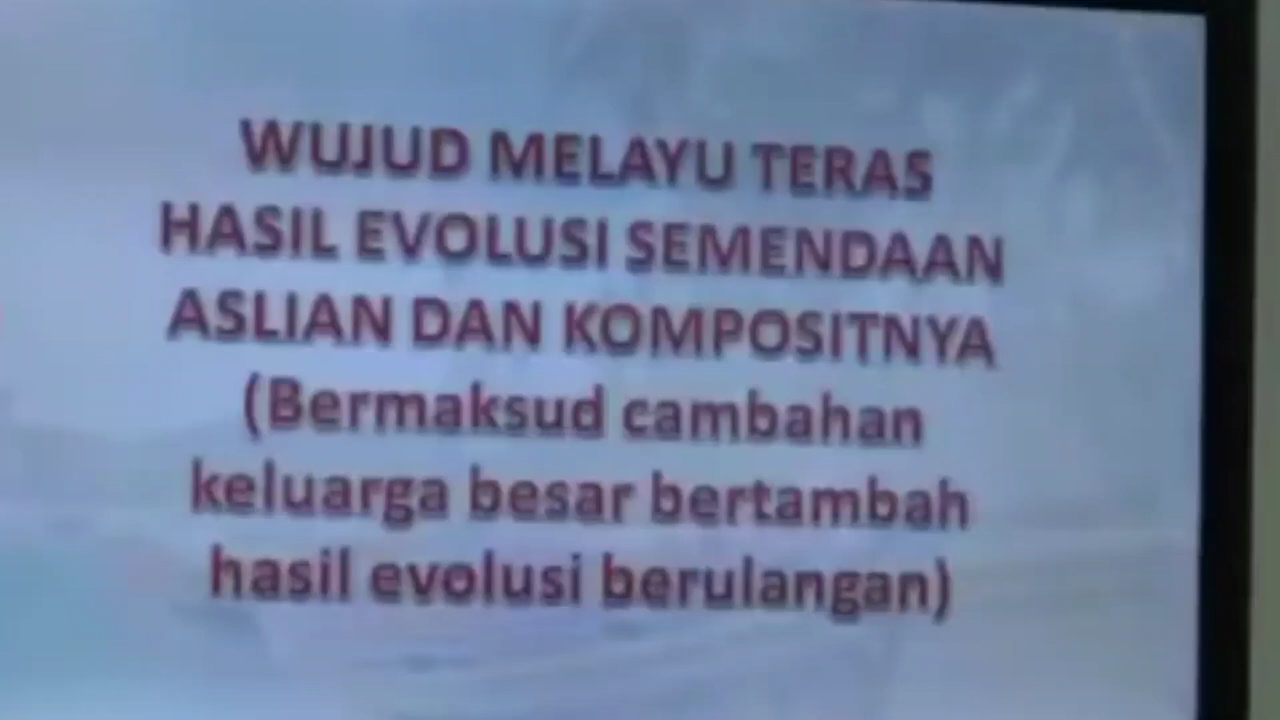 WUJUD MELAYU TERAS
HASIL EVOLUSI SEMENDAAN
ASLIAN DAN KOMPOSITNYA
(Bermaksud cambahan
keluarga besar bertambah
hasil evolusi berulangan)